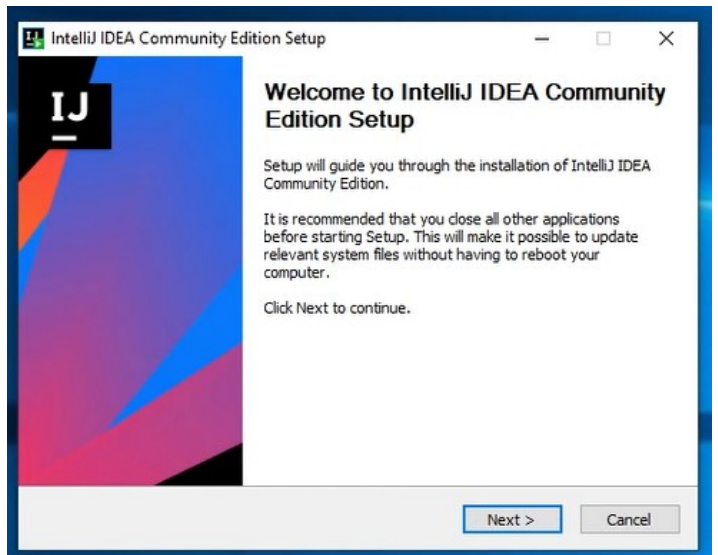 IntelliJ IDEA Community Edition Setup
IJ
Welcome to IntelliJ IDEA Community
Edition Setup
Setup will guide you through the installation of IntelliJ IDEA
Community Edition.
It is recommended that you close all other applications
before starting Setup. This will make it possible to update
relevant system files without having to reboot your
computer.
Click Next to continue.
Next >
Cancel